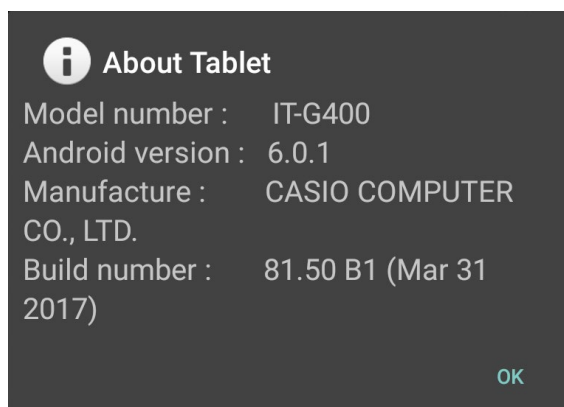 About Tablet
Model number : IT-G400
Android version : 6.0.1
Manufacture : CASIO COMPUTER
CO., LTD.
Build number : 81.50 B1 (Mar 31
2017)
OK